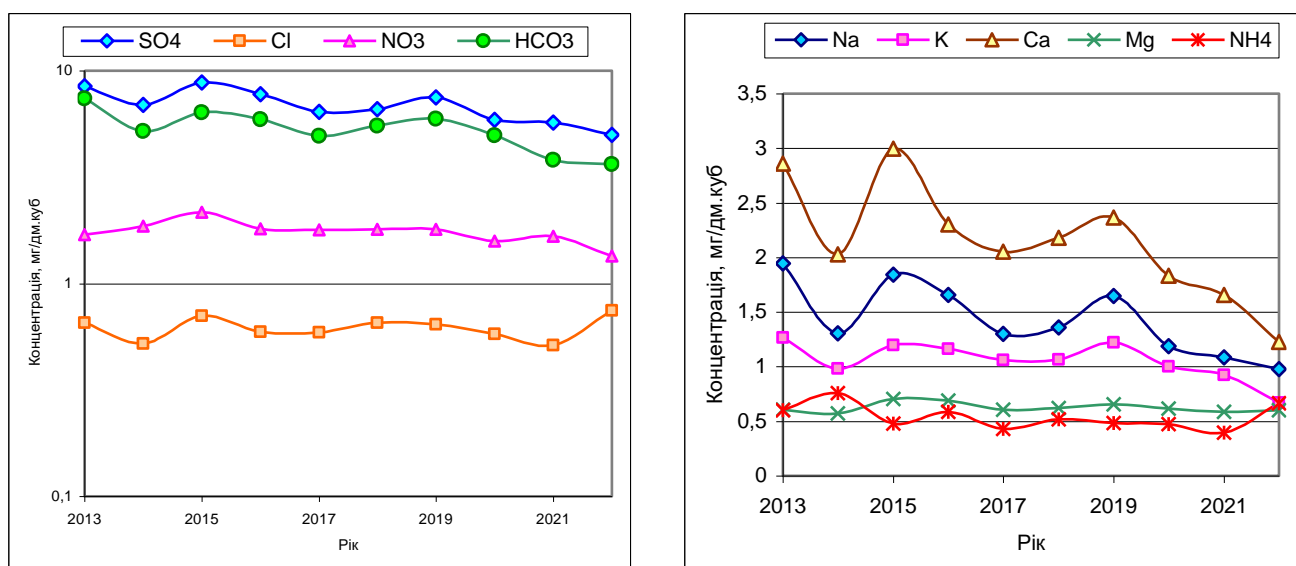 SO4 Cl NO3 HCO3
10
1
0,1
Концентрація, мг/дм.куб
2013 2015 2017 2019 2021
Рік
Na K Ca Mg NH4
3,5
3
2,5
2
1,5
1
0,5
0
Концентрація, мг/дм.куб
2013 2015 2017 2019 2021
Рік